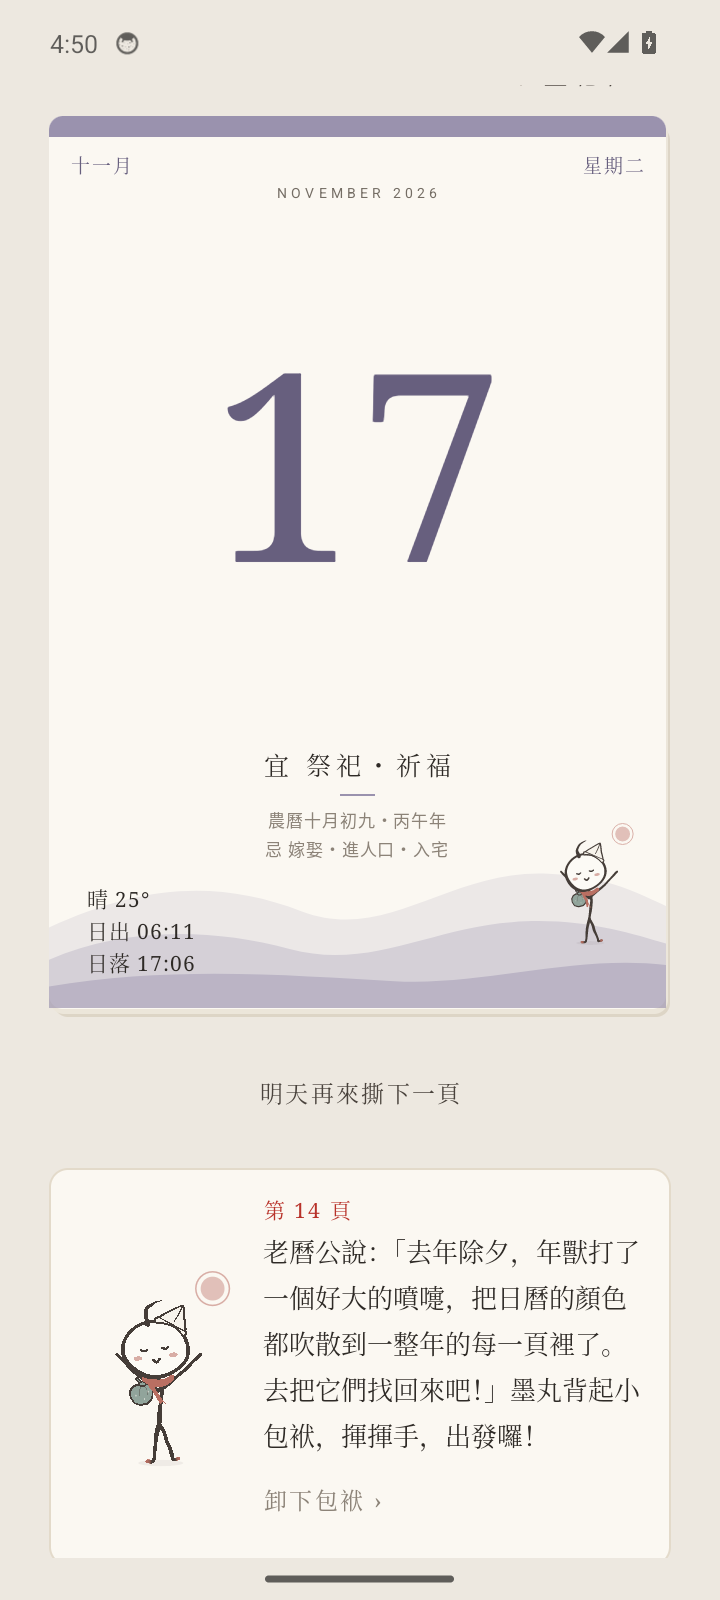 4:50
十一月
星期二
NOVEMBER 2026
17
宜 祭祀・祈福
農曆十月初九・丙午年
忌 嫁娶・進人口・入宅
晴 25°
日出 06:11
日落 17:06
明天再來撕下一頁
第 14 頁
老曆公說：「去年除夕，年獸打了
一個好大的噴嚏，把日曆的顏色
都吹散到一整年的每一頁裡了。
去把它們找回來吧！」墨丸背起小
包袱，揮揮手，出發囉！
卸下包袱 ›